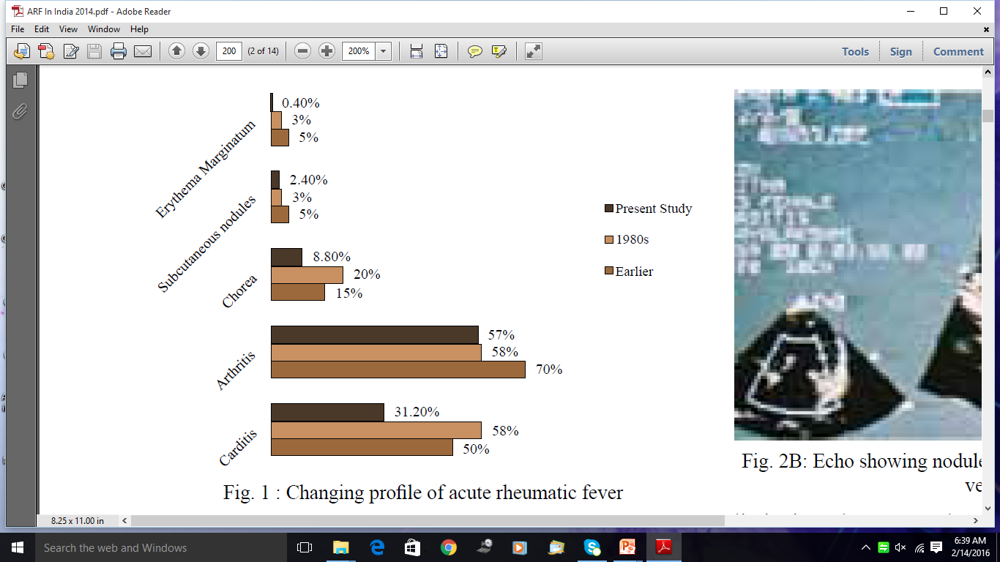 ARF In India 2014.pdf - Adobe Reader
File Edit View Window Help
200 (2 of 14) 200% Tools Sign Comment
0.40%
3%
5%
Erythema Marginatum
2.40%
3%
5%
Subcutaneous nodules
8.80%
20%
15%
Chorea
57%
58%
70%
Arthritis
31.20%
58%
50%
Carditis
Present Study
1980s
Earlier
Fig. 1 : Changing profile of acute rheumatic fever
Fig. 2B: Echo showing nodule
ve
8.25 x 11.00 in
Search the web and Windows
6:39 AM
2/14/2016